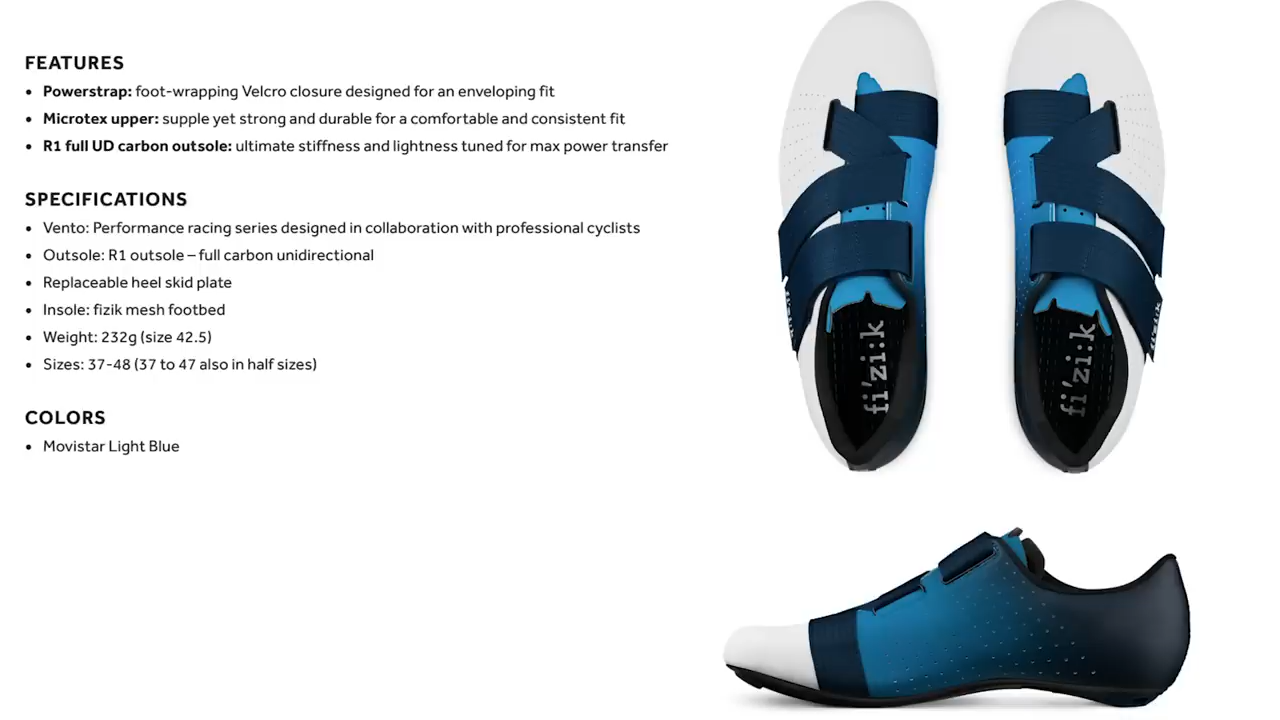 FEATURES
• Powerstrap: foot-wrapping Velcro closure designed for an enveloping fit
• Microtex upper: supple yet strong and durable for a comfortable and consistent fit
• R1 full UD carbon outsole: ultimate stiffness and lightness tuned for max power transfer
SPECIFICATIONS
• Vento: Performance racing series designed in collaboration with professional cyclists
• Outsole: R1 outsole – full carbon unidirectional
• Replaceable heel skid plate
• Insole: fizik mesh footbed
• Weight: 232g (size 42.5)
• Sizes: 37-48 (37 to 47 also in half sizes)
COLORS
• Movistar Light Blue
fi'zi:k
fi'zi:k
fi'zi:k
fi'zi:k